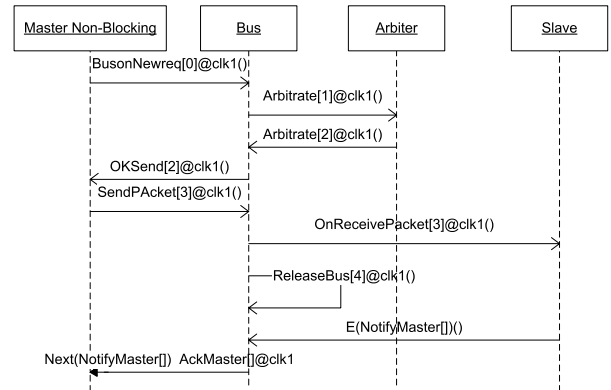 Master Non-Blocking Bus Arbiter Slave
BusonNewreq[0]@clk1()
Arbitrate[1]@clk1()
Arbitrate[2]@clk1()
OKSend[2]@clk1()
SendPAcket[3]@clk1()
OnReceivePacket[3]@clk1()
ReleaseBus[4]@clk1()
E(NotifyMaster[])()
Next(NotifyMaster[]) AckMaster[]@clk1